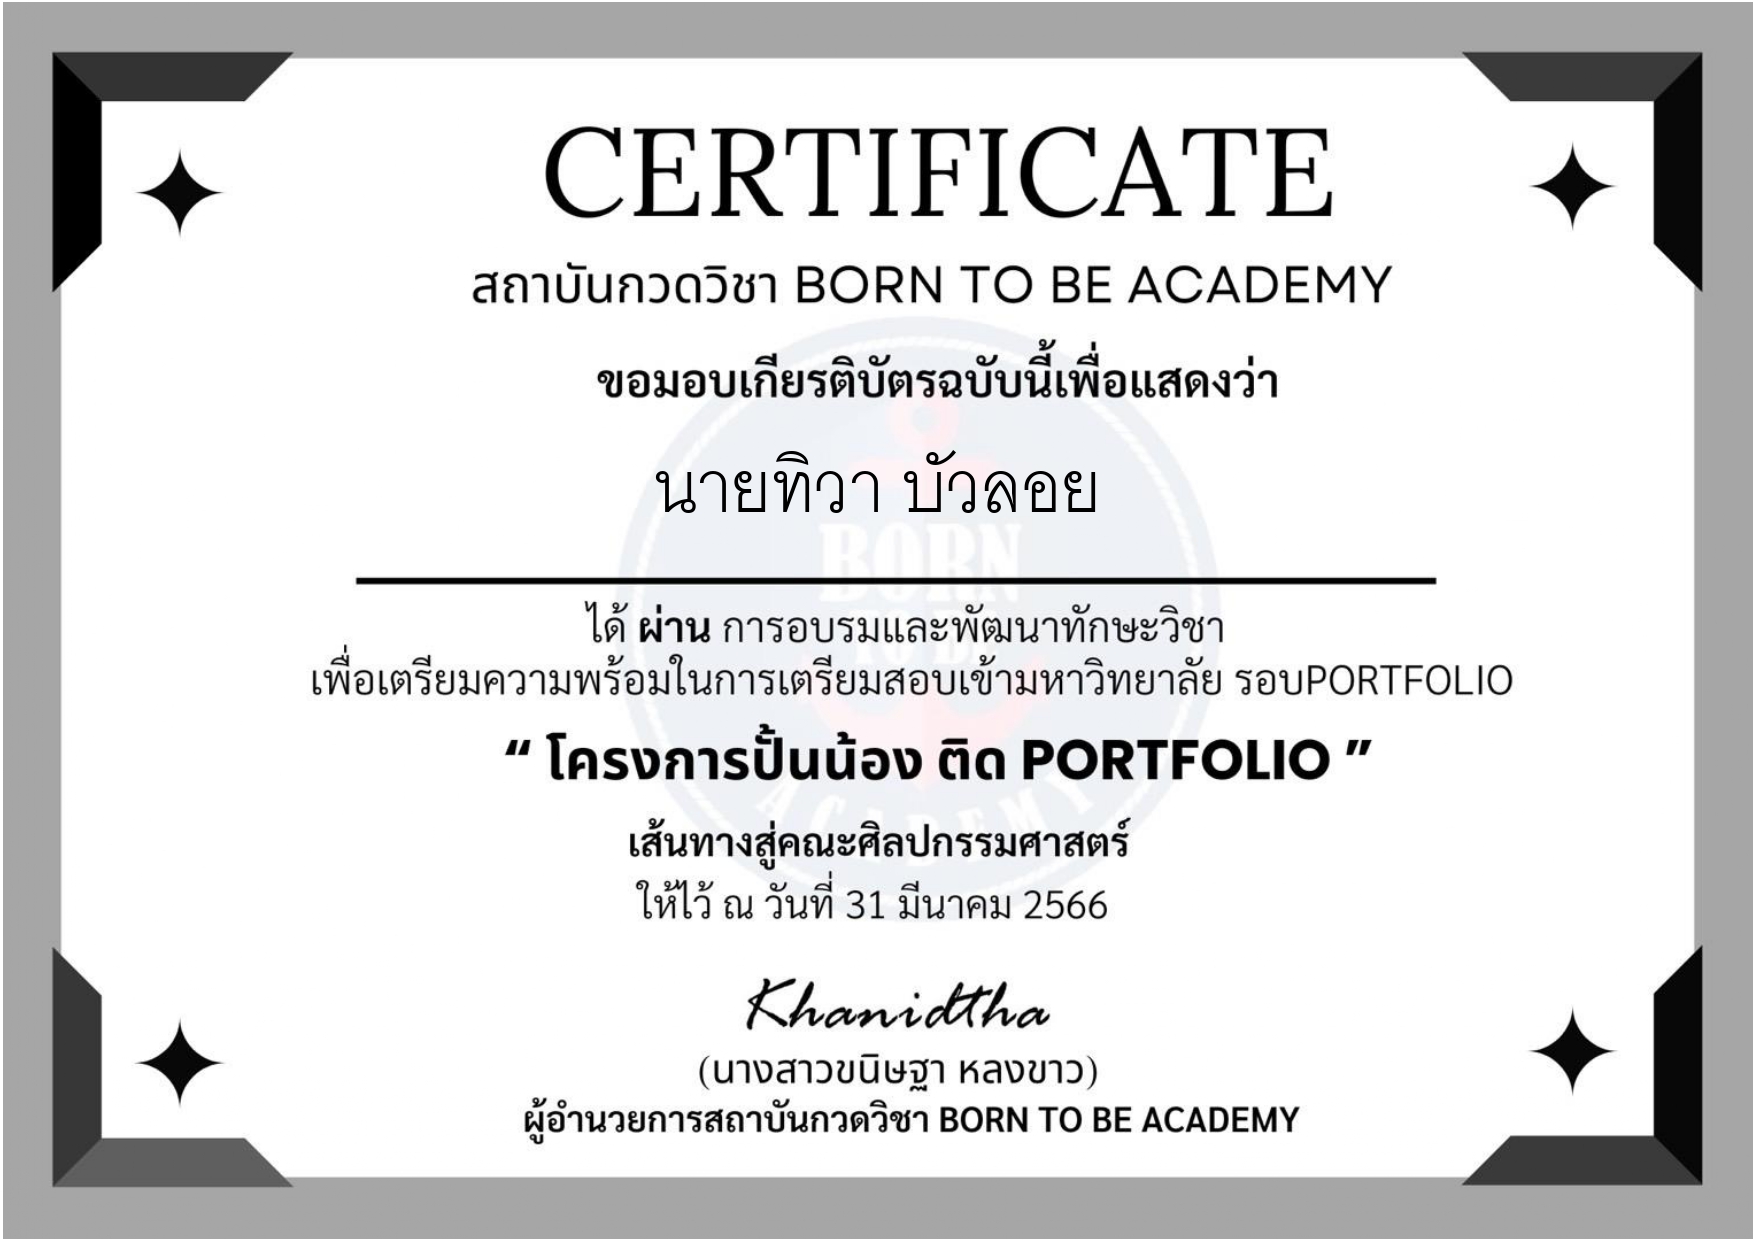 CERTIFICATE
สถาบันกวดวิชา BORN TO BE ACADEMY
ขอมอบเกียรติบัตรฉบับนี้เพื่อแสดงว่า
นายทิวา บัวลอย
BORN
TO BE
ได้ ผ่าน การอบรมและพัฒนาทักษะวิชา
เพื่อเตรียมความพร้อมในการเตรียมสอบเข้ามหาวิทยาลัย รอบPORTFOLIO
“ โครงการปั้นน้อง ติด PORTFOLIO ”
ACADEMY
เส้นทางสู่คณะศิลปกรรมศาสตร์
ให้ไว้ ณ วันที่ 31 มีนาคม 2566
Khanidtha
(นางสาวขนิษฐา หลงขาว)
ผู้อำนวยการสถาบันกวดวิชา BORN TO BE ACADEMY